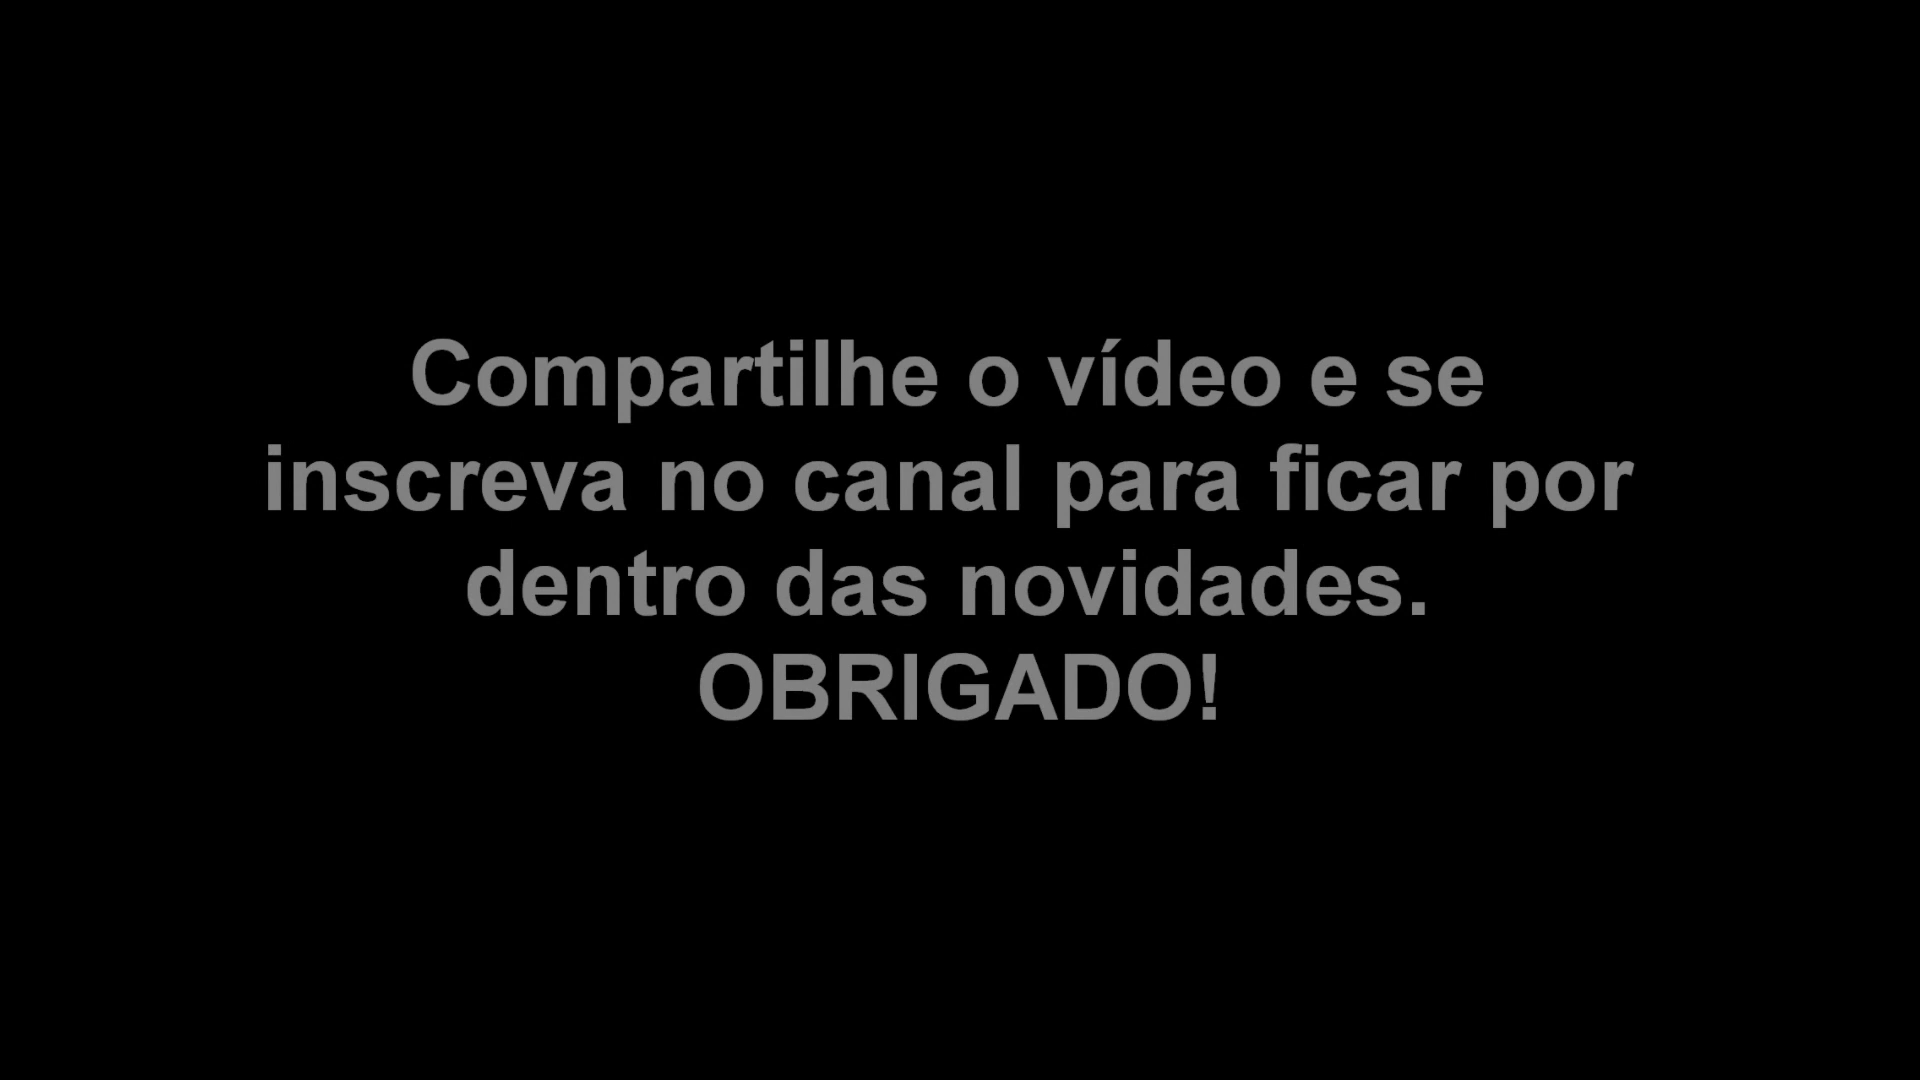 Compartilhe o vídeo e se
inscreva no canal para ficar por
dentro das novidades.
OBRIGADO!